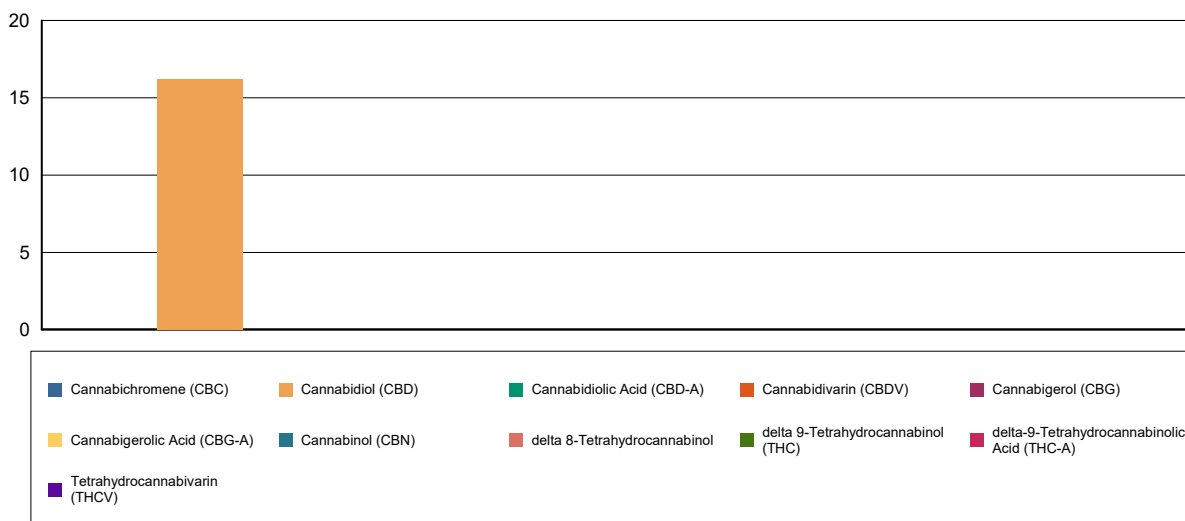 20
15
10
5
0
Cannabichromene (CBC)
Cannabidiol (CBD)
Cannabidiolic Acid (CBD-A)
Cannabidivarin (CBDV)
Cannabigerol (CBG)
Cannabigerolic Acid (CBG-A)
Cannabinol (CBN)
delta 8-Tetrahydrocannabinol
delta 9-Tetrahydrocannabinol
(THC)
delta-9-Tetrahydrocannabinolic
Acid (THC-A)
Tetrahydrocannabivarin
(THCV)